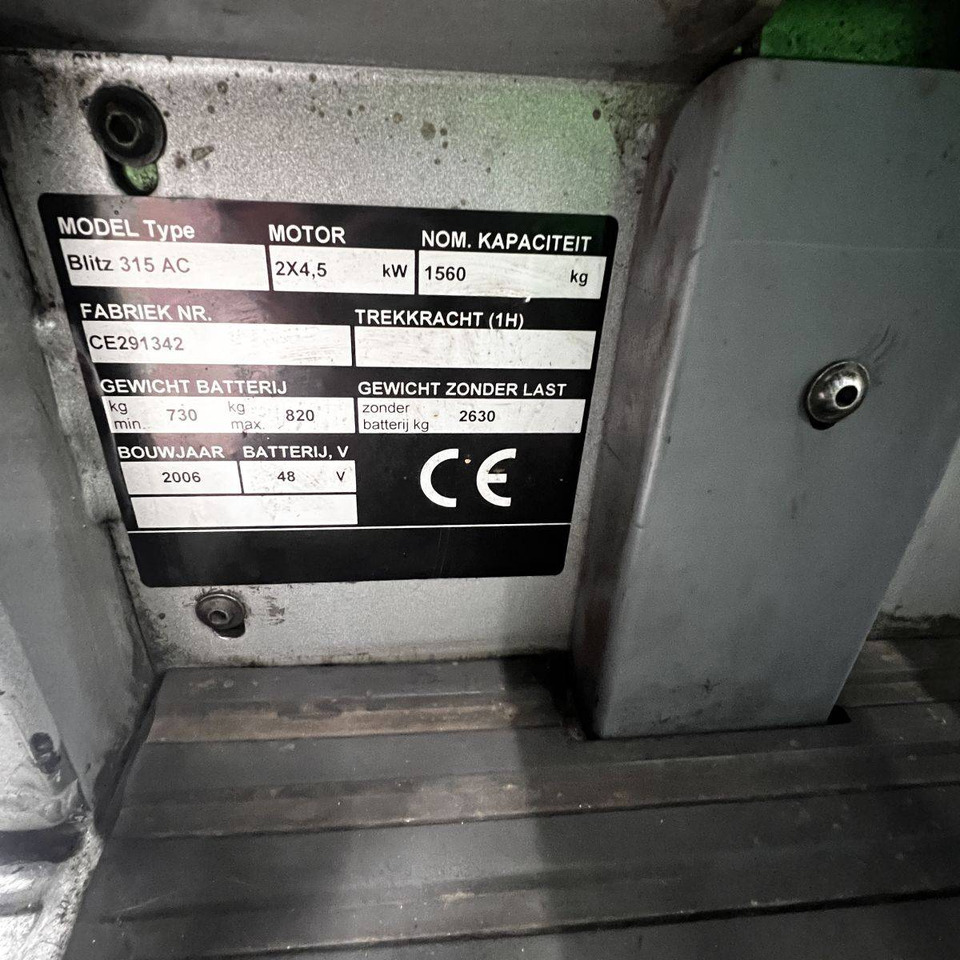 MODEL Type MOTOR NOM. KAPACITEIT
Blitz 315 AC 2X4,5 kW 1560 kg
FABRIEK NR. TREKKRACHT (1H)
CE291342
GEWICHT BATTERIJ GEWICHT ZONDER LAST
kg min. 730 kg max. 820 zonder batterij kg 2630
BOUWJAAR BATTERIJ, V
2006 48 V
CE